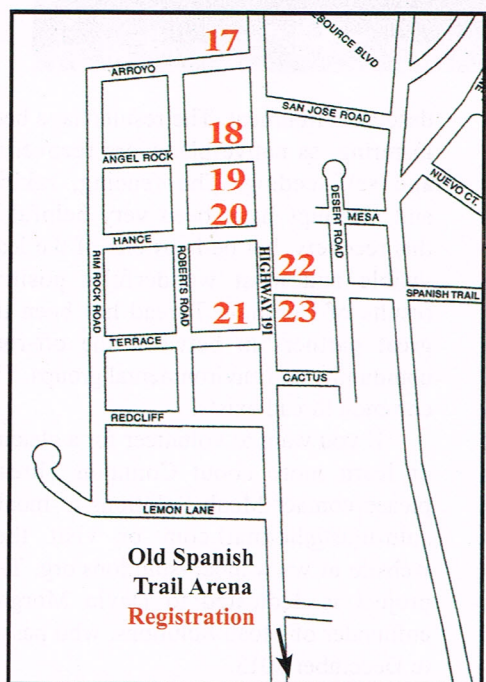 17
ARROYO
SOURCE BLVD
SAN JOSE ROAD
18
ANGEL ROCK
19
20
HANCE
DESERT ROAD
MESA
NUEVO CT.
RIM ROCK ROAD
ROBERTS ROAD
HIGHWAY 191
22
SPANISH TRAIL
21
23
TERRACE
CACTUS
REDCLIFF
LEMON LANE
Old Spanish
Trail Arena
Registration